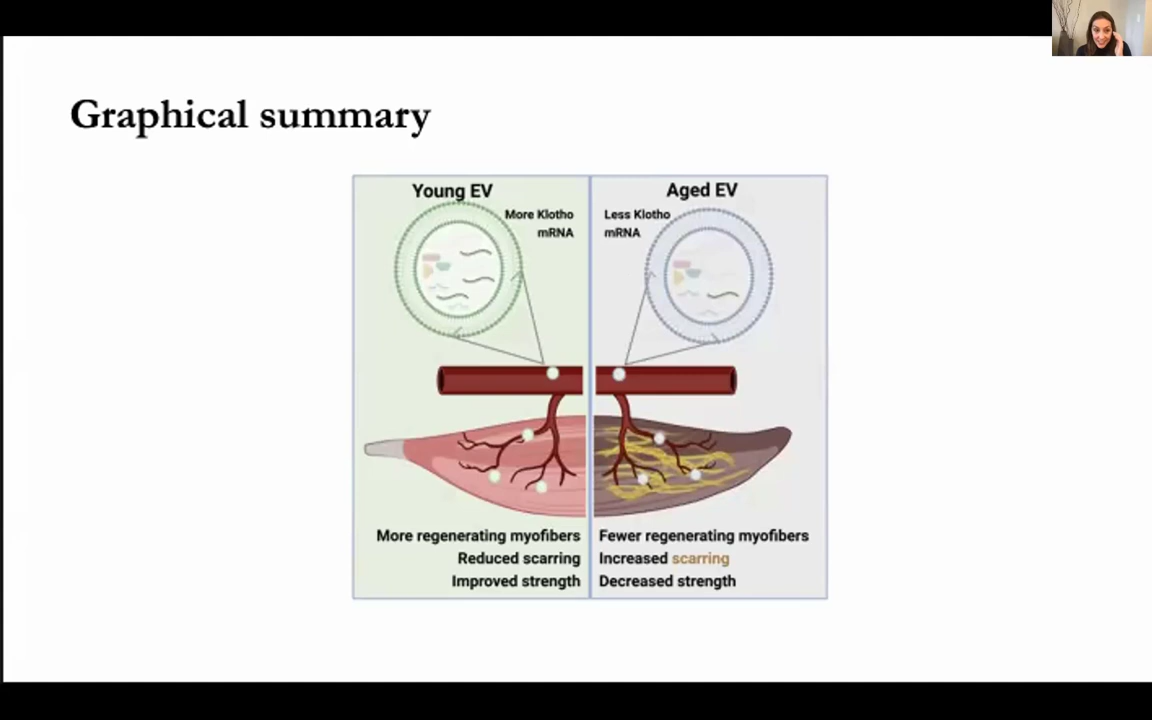 Graphical summary
Young EV
More Klotho
mRNA
Aged EV
Less Klotho
mRNA
More regenerating myofibers
Reduced scarring
Improved strength
Fewer regenerating myofibers
Increased scarring
Decreased strength